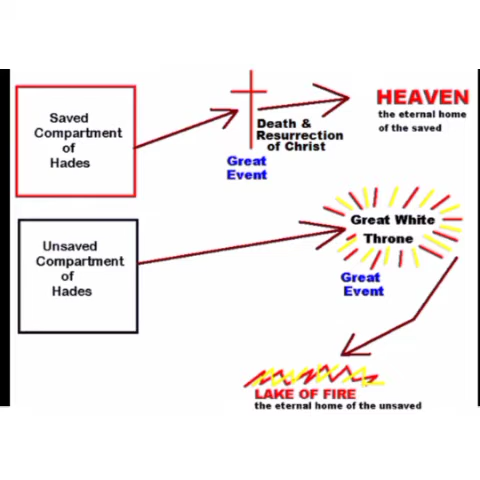 Saved
Compartment
of
Hades
Death &
Resurrection
of Christ
Great
Event
HEAVEN
the eternal home
of the saved
Unsaved
Compartment
of
Hades
Great White
Throne
Great
Event
LAKE OF FIRE
the eternal home of the unsaved